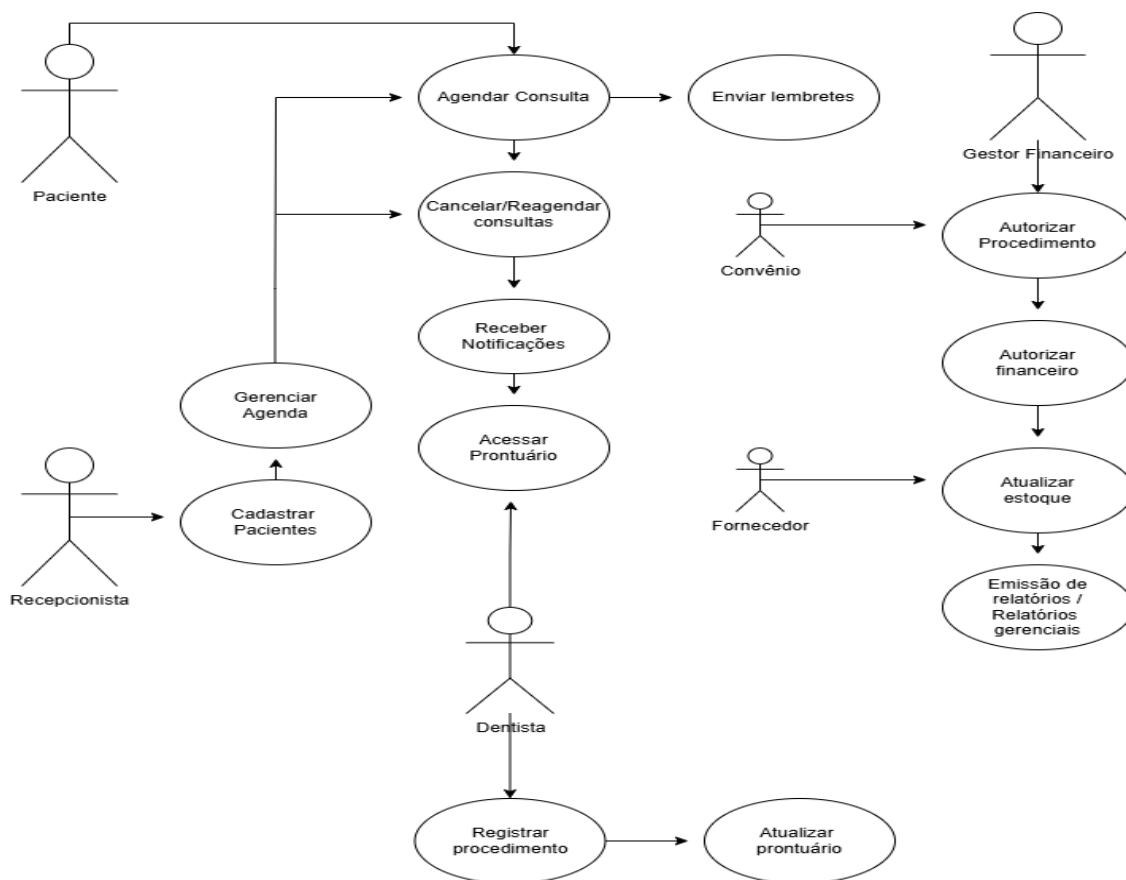 Agendar Consulta
Enviar lembretes
Gestor Financeiro
Paciente
Cancelar/Reagendar
consultas
Autorizar
Procedimento
Convênio
Receber
Notificações
Autorizar
financeiro
Gerenciar
Agenda
Acessar
Prontuário
Atualizar
estoque
Cadastrar
Pacientes
Fornecedor
Recepcionista
Emissão de
relatórios /
Relatórios
gerenciais
Dentista
Registrar
procedimento
Atualizar
prontuário